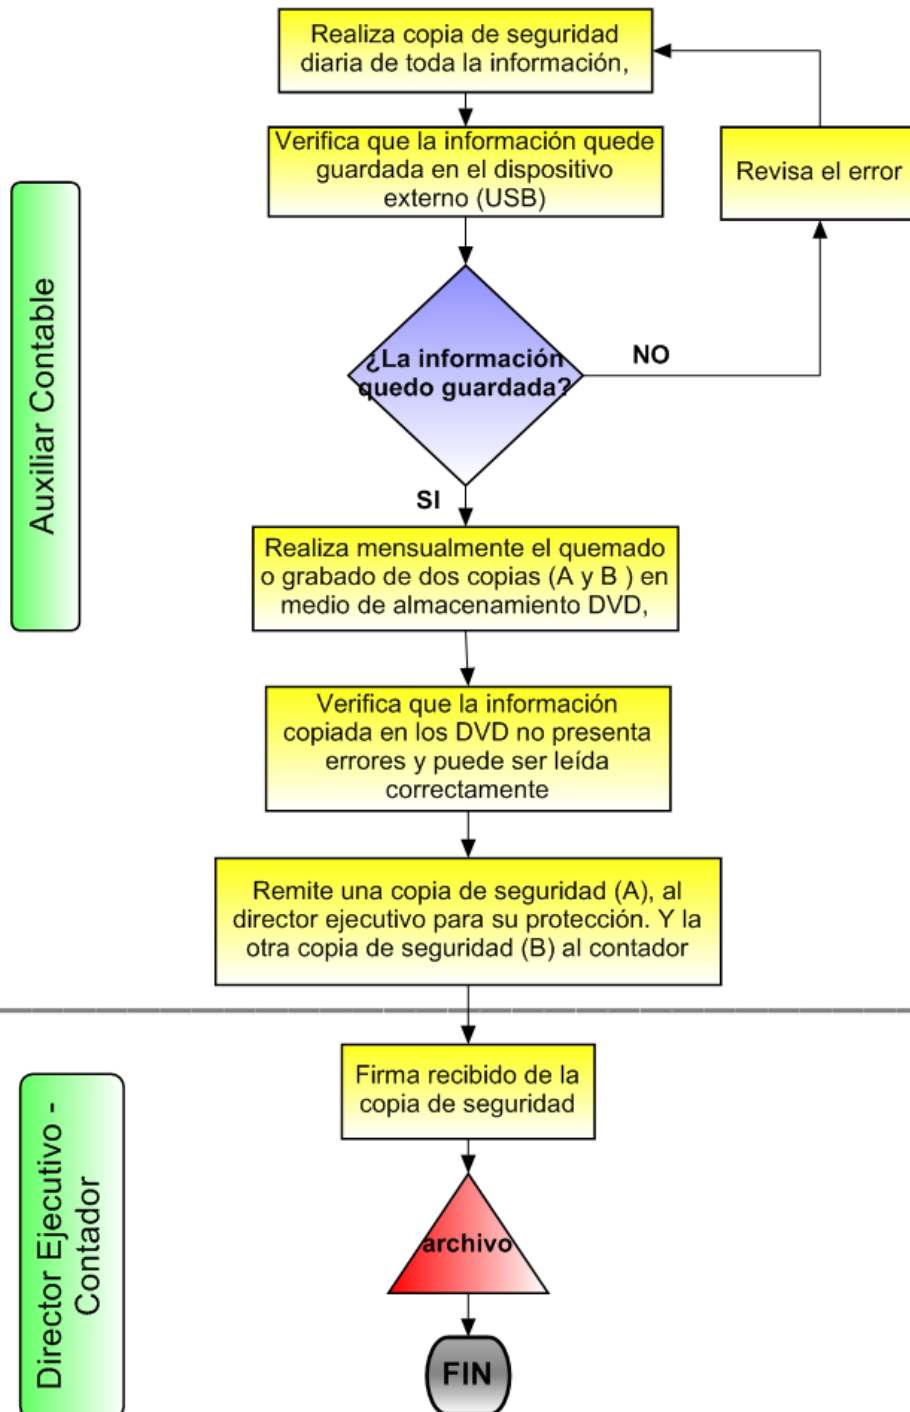 Realiza copia de seguridad
diaria de toda la información,
Verifica que la información quede
guardada en el dispositivo
externo (USB)
Revisa el error
Auxiliar Contable
¿La información
quedo guardada?
NO
SI
Realiza mensualmente el quemado
o grabado de dos copias (A y B ) en
medio de almacenamiento DVD,
Verifica que la información
copiada en los DVD no presenta
errores y puede ser leída
correctamente
Remite una copia de seguridad (A), al
director ejecutivo para su protección. Y la
otra copia de seguridad (B) al contador
Director Ejecutivo -
Contador
Firma recibido de la
copia de seguridad
archivo
FIN